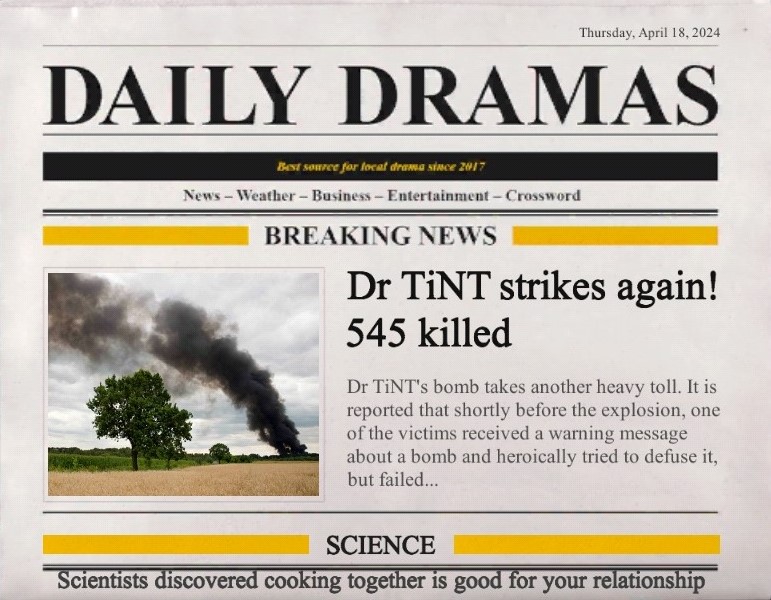 Thursday, April 18, 2024
DAILY DRAMAS
Best source for local drama since 2017
News – Weather – Business – Entertainment – Crossword
BREAKING NEWS
Dr TiNT strikes again!
545 killed
Dr TiNT's bomb takes another heavy toll. It is
reported that shortly before the explosion, one
of the victims received a warning message
about a bomb and heroically tried to defuse it,
but failed...
SCIENCE
Scientists discovered cooking together is good for your relationship